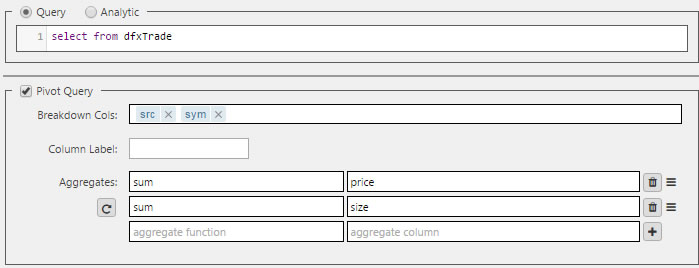 Query Analytic
1 select from dfxTrade
Pivot Query
Breakdown Cols: src × sym ×
Column Label:
Aggregates: sum price
sum size
aggregate function aggregate column